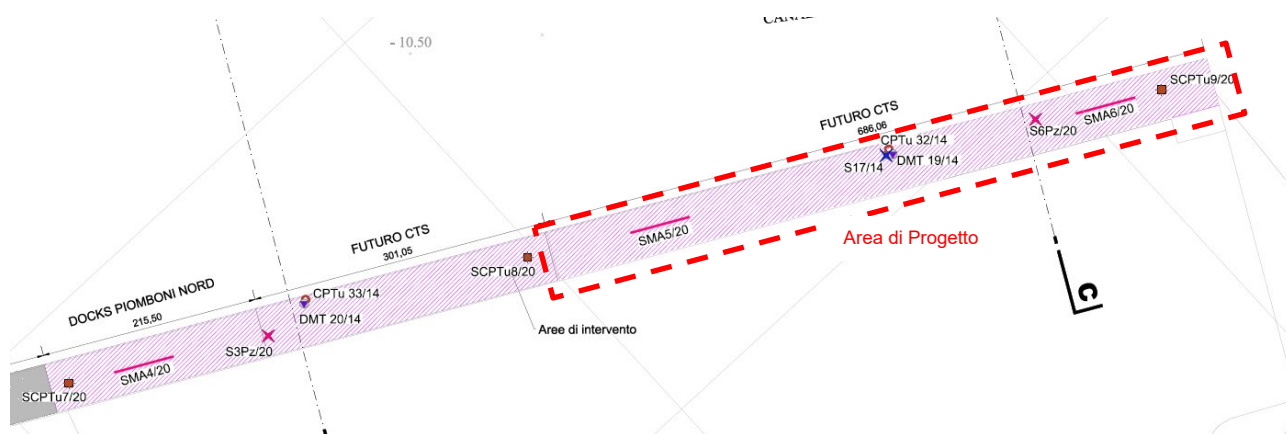 - 10.50
SCPTu9/20
SMA6/20
S6Pz/20
FUTURO CTS
686,06
CPTu 32/14
S17/14
DMT 19/14
Area di Progetto
SMA5/20
C
FUTURO CTS
301,05
SCPTu8/20
Aree di intervento
CPTu 33/14
DMT 20/14
DOCKS PIOMBONI NORD
215,50
S3Pz/20
SMA4/20
SCPTu7/20